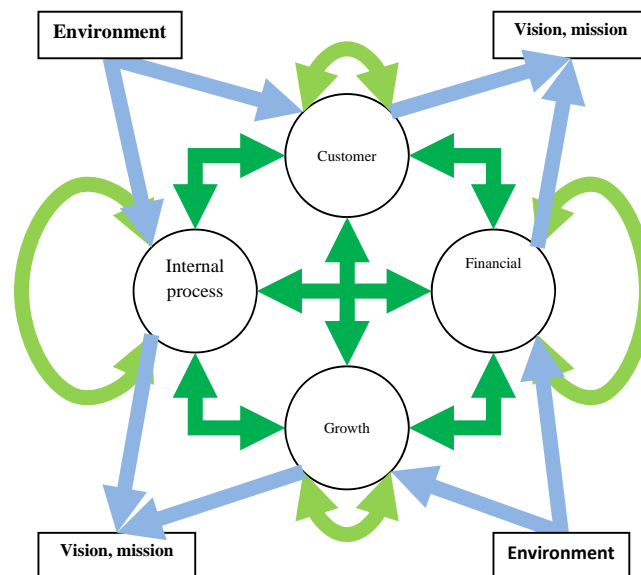 Environment
Vision, mission
Customer
Internal
process
Financial
Growth
Vision, mission
Environment